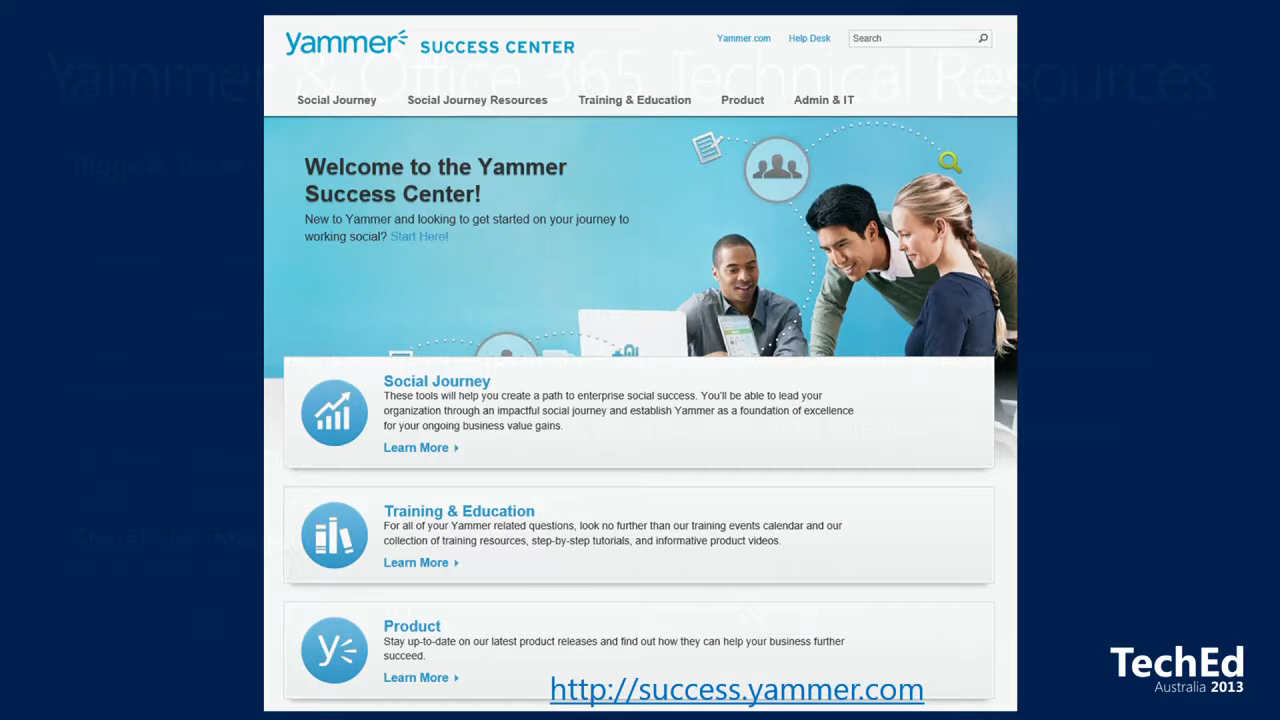 yammer SUCCESS CENTER
Yammer.com Help Desk Search
Yammer & Office 365 Technical Resources
Social Journey Social Journey Resources Training & Education Product Admin & IT
Welcome to the Yammer
Success Center!
New to Yammer and looking to get started on your journey to
working social? Start Here!
Social Journey
These tools will help you create a path to enterprise social success. You'll be able to lead your
organization through an impactful social journey and establish Yammer as a foundation of excellence
for your ongoing business value gains.
Learn More
Training & Education
For all of your Yammer related questions, look no further than our training events calendar and our
collection of training resources, step-by-step tutorials, and informative product videos.
Learn More
Product
Stay up-to-date on our latest product releases and find out how they can help your business further
succeed.
Learn More
http://success.yammer.com
TechEd
Australia 2013